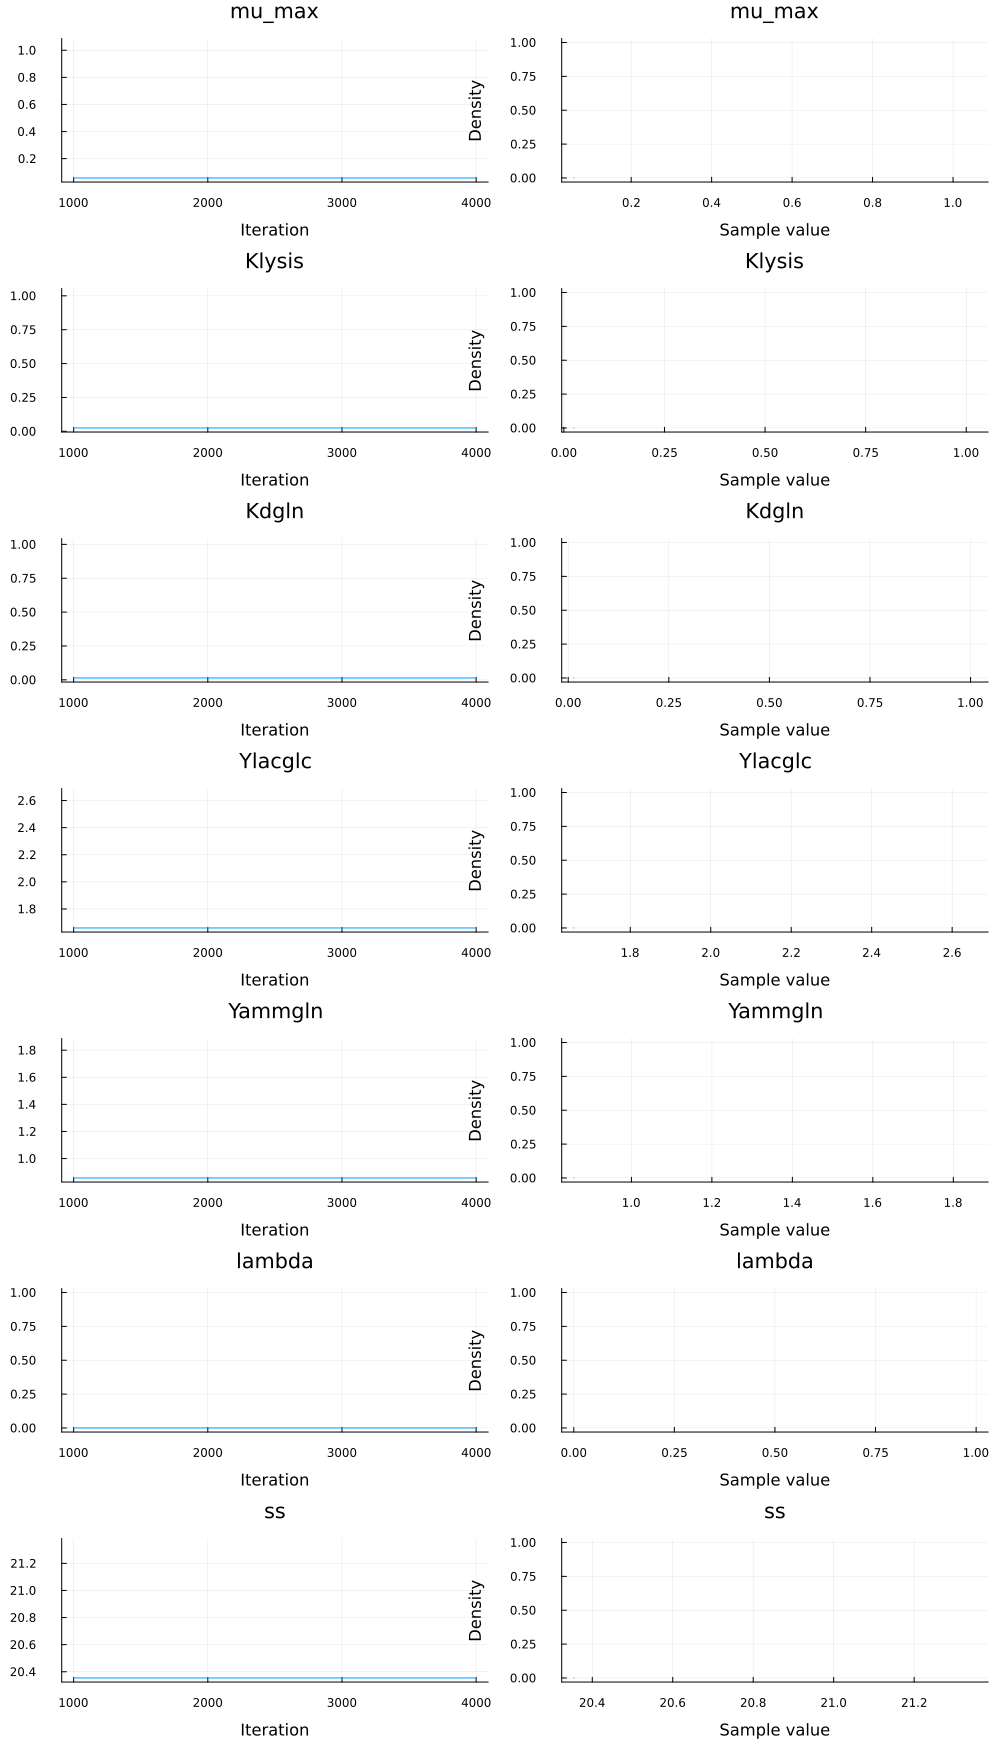 mu_max mu_max
1.0
0.8
0.6
0.4
0.2
1000 2000 3000 4000
Iteration
Density
1.00
0.75
0.50
0.25
0.00
0.2 0.4 0.6 0.8 1.0
Sample value
Klysis Klysis
1.00
0.75
0.50
0.25
0.00
1000 2000 3000 4000
Iteration
Density
1.00
0.75
0.50
0.25
0.00
0.00 0.25 0.50 0.75 1.00
Sample value
Kdgln Kdgln
1.00
0.75
0.50
0.25
0.00
1000 2000 3000 4000
Iteration
Density
1.00
0.75
0.50
0.25
0.00
0.00 0.25 0.50 0.75 1.00
Sample value
Ylacglc Ylacglc
2.6
2.4
2.2
2.0
1.8
1000 2000 3000 4000
Iteration
Density
1.00
0.75
0.50
0.25
0.00
1.8 2.0 2.2 2.4 2.6
Sample value
Yammgln Yammgln
1.8
1.6
1.4
1.2
1.0
1000 2000 3000 4000
Iteration
Density
1.00
0.75
0.50
0.25
0.00
1.0 1.2 1.4 1.6 1.8
Sample value
lambda lambda
1.00
0.75
0.50
0.25
0.00
1000 2000 3000 4000
Iteration
Density
1.00
0.75
0.50
0.25
0.00
0.00 0.25 0.50 0.75 1.00
Sample value
ss ss
21.2
21.0
20.8
20.6
20.4
1000 2000 3000 4000
Iteration
Density
1.00
0.75
0.50
0.25
0.00
20.4 20.6 20.8 21.0 21.2
Sample value